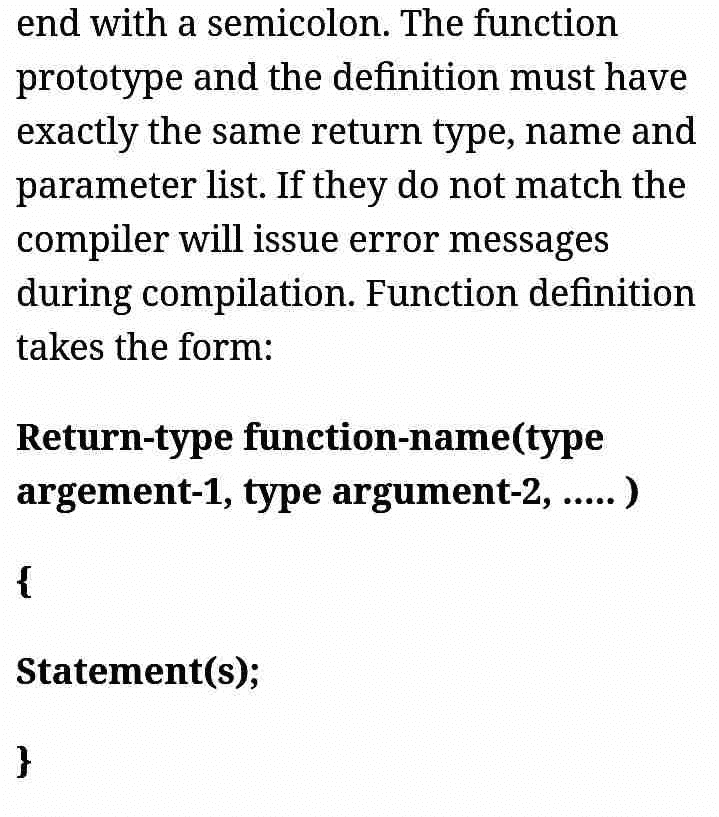 end with a semicolon. The function
prototype and the definition must have
exactly the same return type, name and
parameter list. If they do not match the
compiler will issue error messages
during compilation. Function definition
takes the form:
Return-type function-name(type
argement-1, type argument-2, ..... )
{
Statement(s);
}